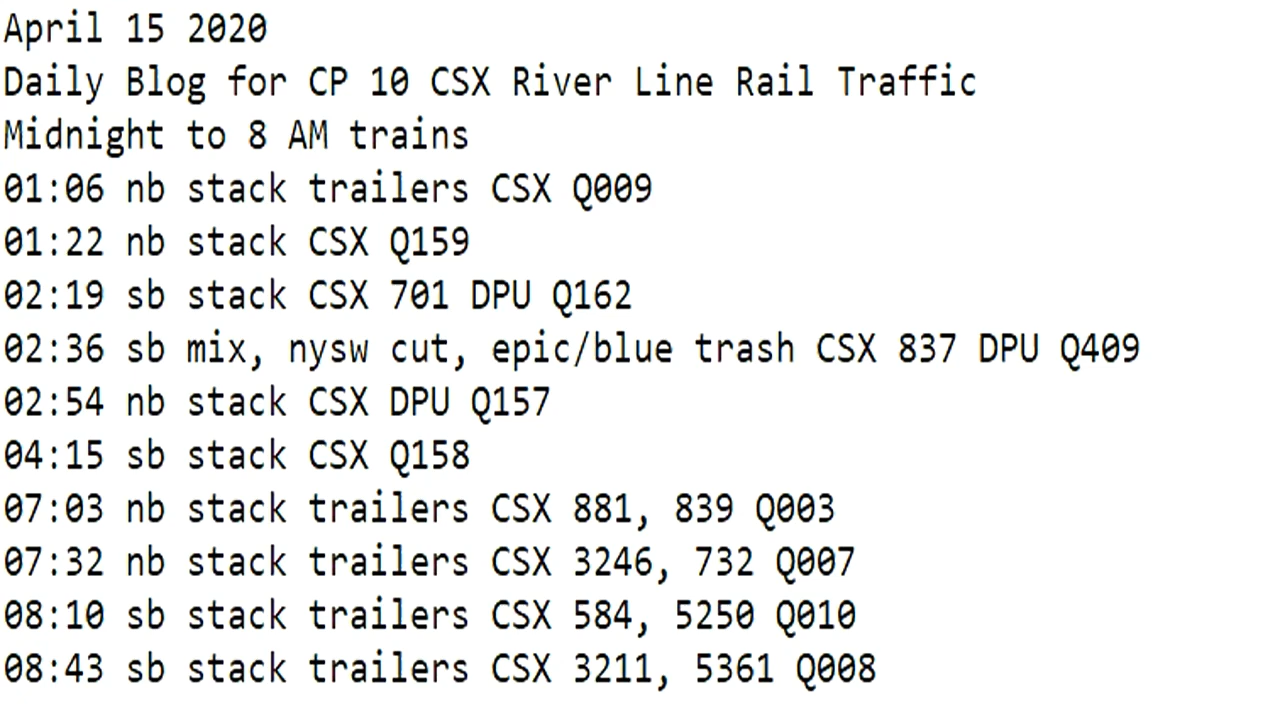 April 15 2020
Daily Blog for CP 10 CSX River Line Rail Traffic
Midnight to 8 AM trains
01:06 nb stack trailers CSX Q009
01:22 nb stack CSX Q159
02:19 sb stack CSX 701 DPU Q162
02:36 sb mix, nysw cut, epic/blue trash CSX 837 DPU Q409
02:54 nb stack CSX DPU Q157
04:15 sb stack CSX Q158
07:03 nb stack trailers CSX 881, 839 Q003
07:32 nb stack trailers CSX 3246, 732 Q007
08:10 sb stack trailers CSX 584, 5250 Q010
08:43 sb stack trailers CSX 3211, 5361 Q008